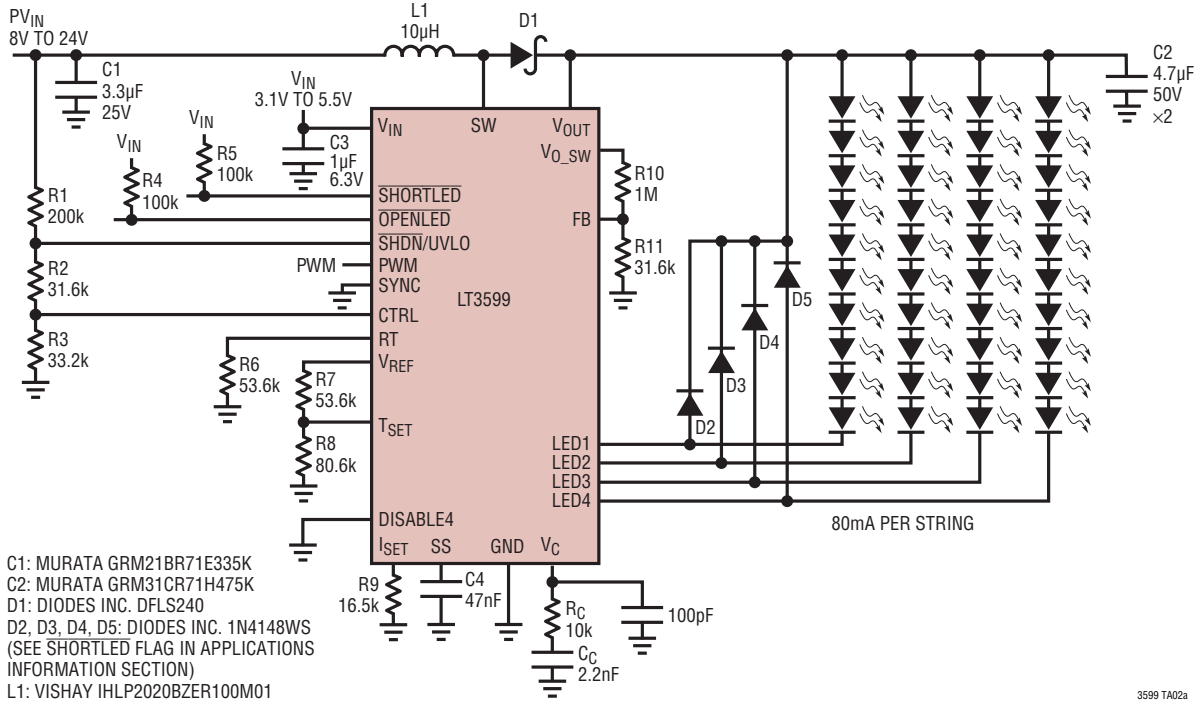 PVIN
8V TO 24V
L1
10µH
D1
C1
3.3µF
25V
C2
4.7µF
50V
×2
VIN
3.1V TO 5.5V
C3
1µF
6.3V
VIN
R5
100k
VIN
R4
100k
R1
200k
R2
31.6k
R3
33.2k
VIN
SW
VOUT
VO_SW
SHORTLED
OPENLED
SHDN/UVLO
PWM
PWM
SYNC
LT3599
FB
R10
1M
R11
31.6k
CTRL
RT
VREF
R6
53.6k
R7
53.6k
TSET
R8
80.6k
D5
D4
D3
D2
LED1
LED2
LED3
LED4
80mA PER STRING
DISABLE4
ISET
SS
GND
VC
R9
16.5k
C4
47nF
RC
10k
CC
2.2nF
100pF
C1: MURATA GRM21BR71E335K
C2: MURATA GRM31CR71H475K
D1: DIODES INC. DFLS240
D2, D3, D4, D5: DIODES INC. 1N4148WS
(SEE SHORTLED FLAG IN APPLICATIONS
INFORMATION SECTION)
L1: VISHAY IHLP2020BZER100M01
3599 TA02a